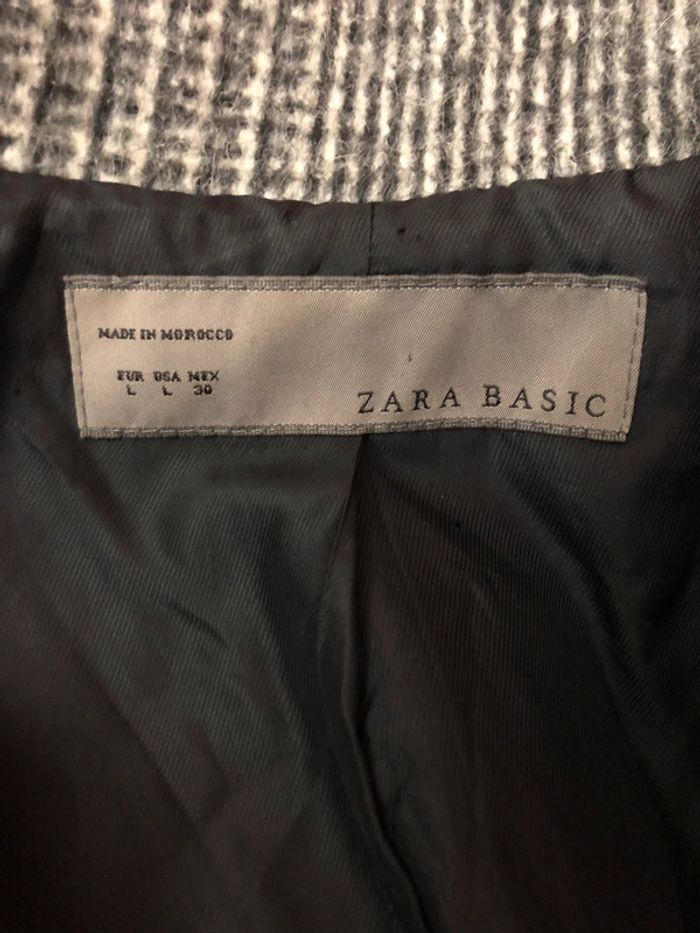 MADE IN MOROCCO
EUR USA MEX
L L 30
ZARA BASIC